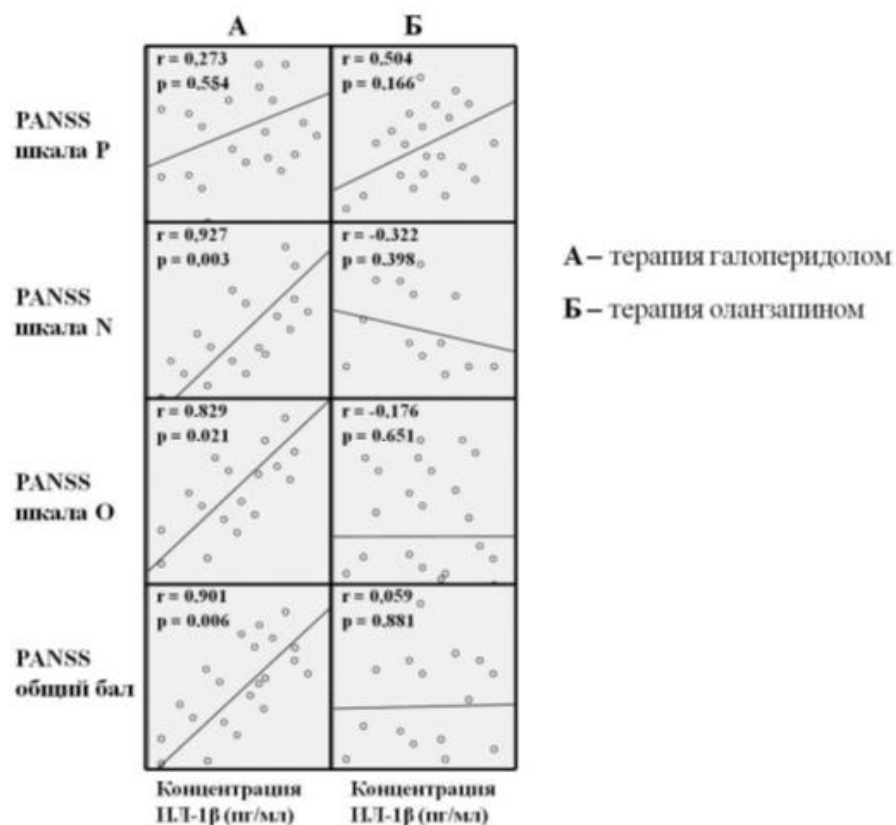 А Б
PANSS
шкала P
r = 0,273
p = 0.554
r = 0.504
p = 0.166
PANSS
шкала N
r = 0,927
p = 0,003
r = -0.322
p = 0.398
PANSS
шкала O
r = 0.829
p = 0.021
r = -0,176
p = 0.651
PANSS
общий бал
r = 0,901
p = 0.006
r = 0,059
p = 0.881
Концентрация
ИЛ-1β (пг/мл)
Концентрация
ИЛ-1β (пг/мл)
А – терапия галоперидолом
Б – терапия оланзапином